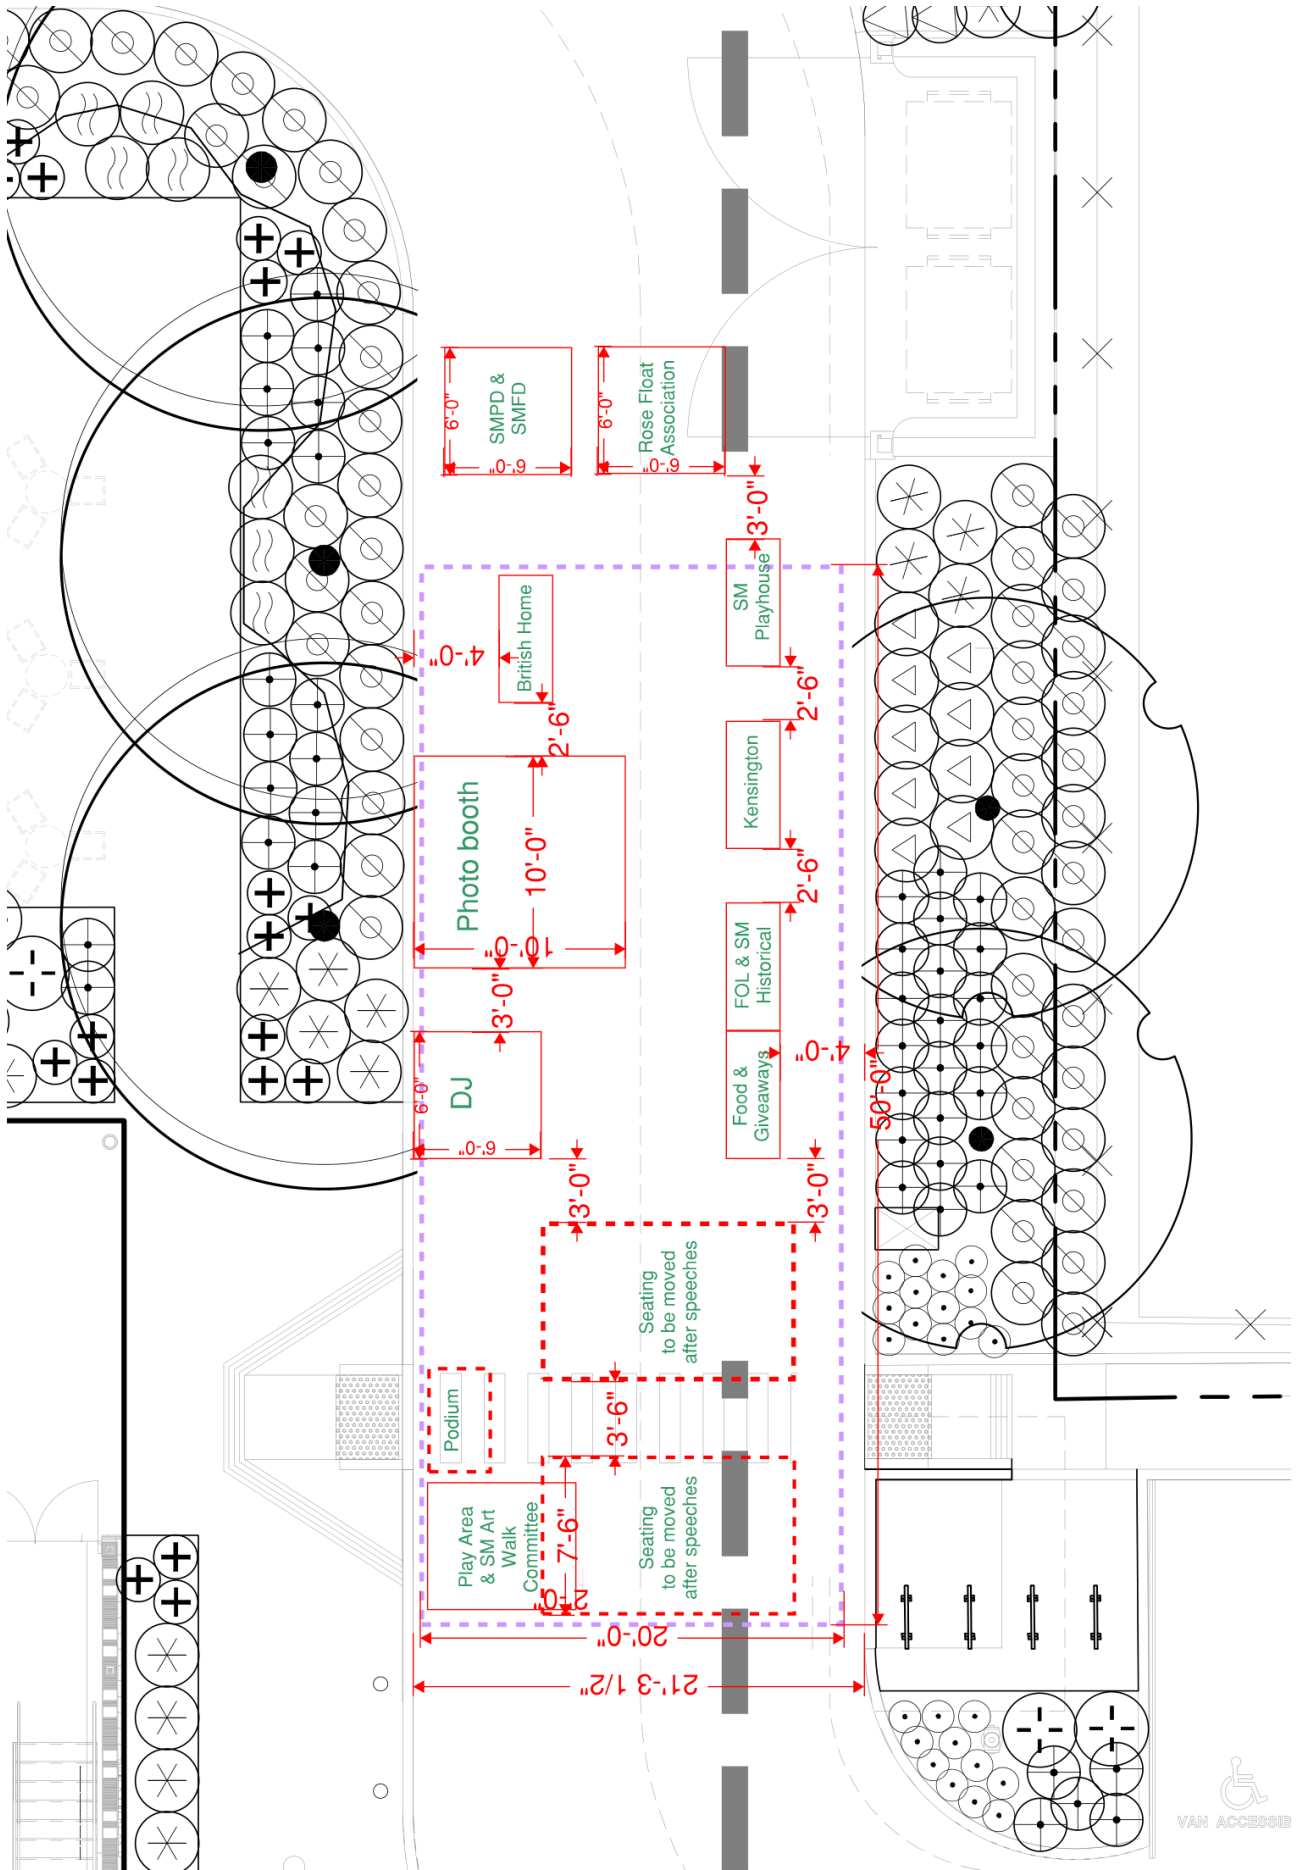 6'-0"
SMPD &
SMFD
6'-0"
6'-0"
Rose Float
Association
6'-0"
3'-0"
SM
Playhouse
British Home
4'-0"
2'-6"
2'-6"
Photo booth
10'-0"
10'-0"
Kensington
2'-6"
FOL & SM
Historical
3'-0"
DJ
6'-0"
6'-0"
Food &
Giveaways
4'-0"
50'-0"
3'-0"
3'-0"
Seating
to be moved
after speeches
Podium
3'-6"
Play Area
& SM Art
Walk
Committee
7'-6"
2'-0"
Seating
to be moved
after speeches
20'-0"
21'-3 1/2"
VAN ACCESSIB